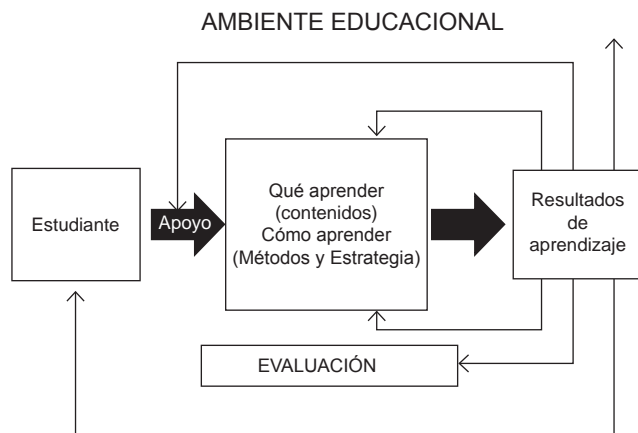 AMBIENTE EDUCACIONAL
Estudiante
Apoyo
Qué aprender
(contenidos)
Cómo aprender
(Métodos y Estrategia)
Resultados
de
aprendizaje
EVALUACIÓN